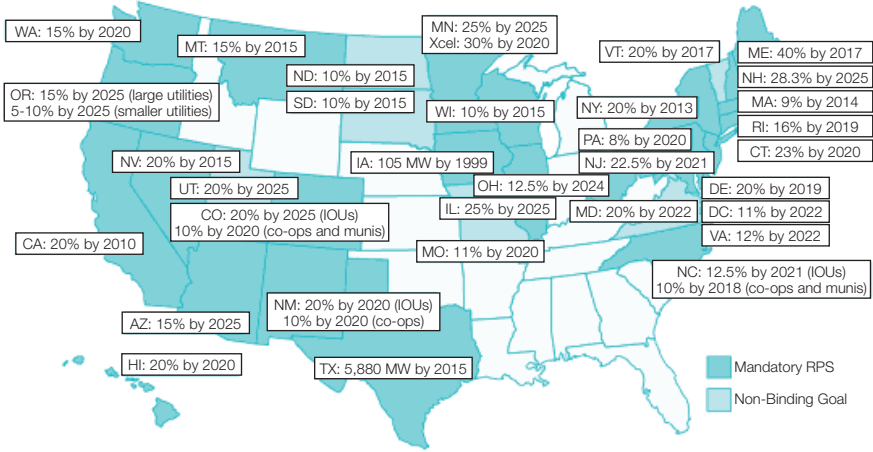 WA: 15% by 2020
MT: 15% by 2015
MN: 25% by 2025
Xcel: 30% by 2020
VT: 20% by 2017
ME: 40% by 2017
ND: 10% by 2015
NH: 28.3% by 2025
OR: 15% by 2025 (large utilities)
5-10% by 2025 (smaller utilities)
SD: 10% by 2015
WI: 10% by 2015
NY: 20% by 2013
MA: 9% by 2014
RI: 16% by 2019
PA: 8% by 2020
CT: 23% by 2020
NV: 20% by 2015
IA: 105 MW by 1999
NJ: 22.5% by 2021
UT: 20% by 2025
OH: 12.5% by 2024
DE: 20% by 2019
CO: 20% by 2025 (IOUs)
10% by 2020 (co-ops and munis)
IL: 25% by 2025
MD: 20% by 2022
DC: 11% by 2022
CA: 20% by 2010
MO: 11% by 2020
VA: 12% by 2022
NC: 12.5% by 2021 (IOUs)
10% by 2018 (co-ops and munis)
NM: 20% by 2020 (IOUs)
10% by 2020 (co-ops)
AZ: 15% by 2025
HI: 20% by 2020
TX: 5,880 MW by 2015
Mandatory RPS
Non-Binding Goal